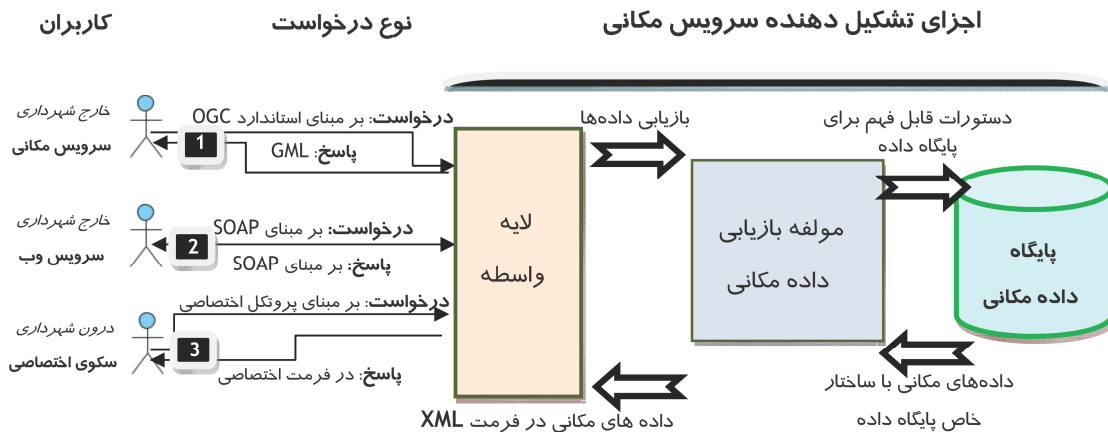 اجزای تشکیل دهنده سرویس مکانی
نوع درخواست
کاربران
خارج شهرداری
سرویس مکانی
1
درخواست: بر مبنای استاندارد OGC
پاسخ: GML
خارج شهرداری
سرویس وب
2
درخواست: بر مبنای SOAP
پاسخ: بر مبنای SOAP
درون شهرداری
سکوی اختصاصی
3
درخواست: بر مبنای پروتکل اختصاصی
پاسخ: در فرمت اختصاصی
لایه
واسطه
بازیابی داده‌ها
مولفه بازیابی
داده مکانی
دستورات قابل فهم برای
پایگاه داده
پایگاه
داده مکانی
داده‌های مکانی با ساختار
خاص پایگاه داده
داده های مکانی در فرمت XML